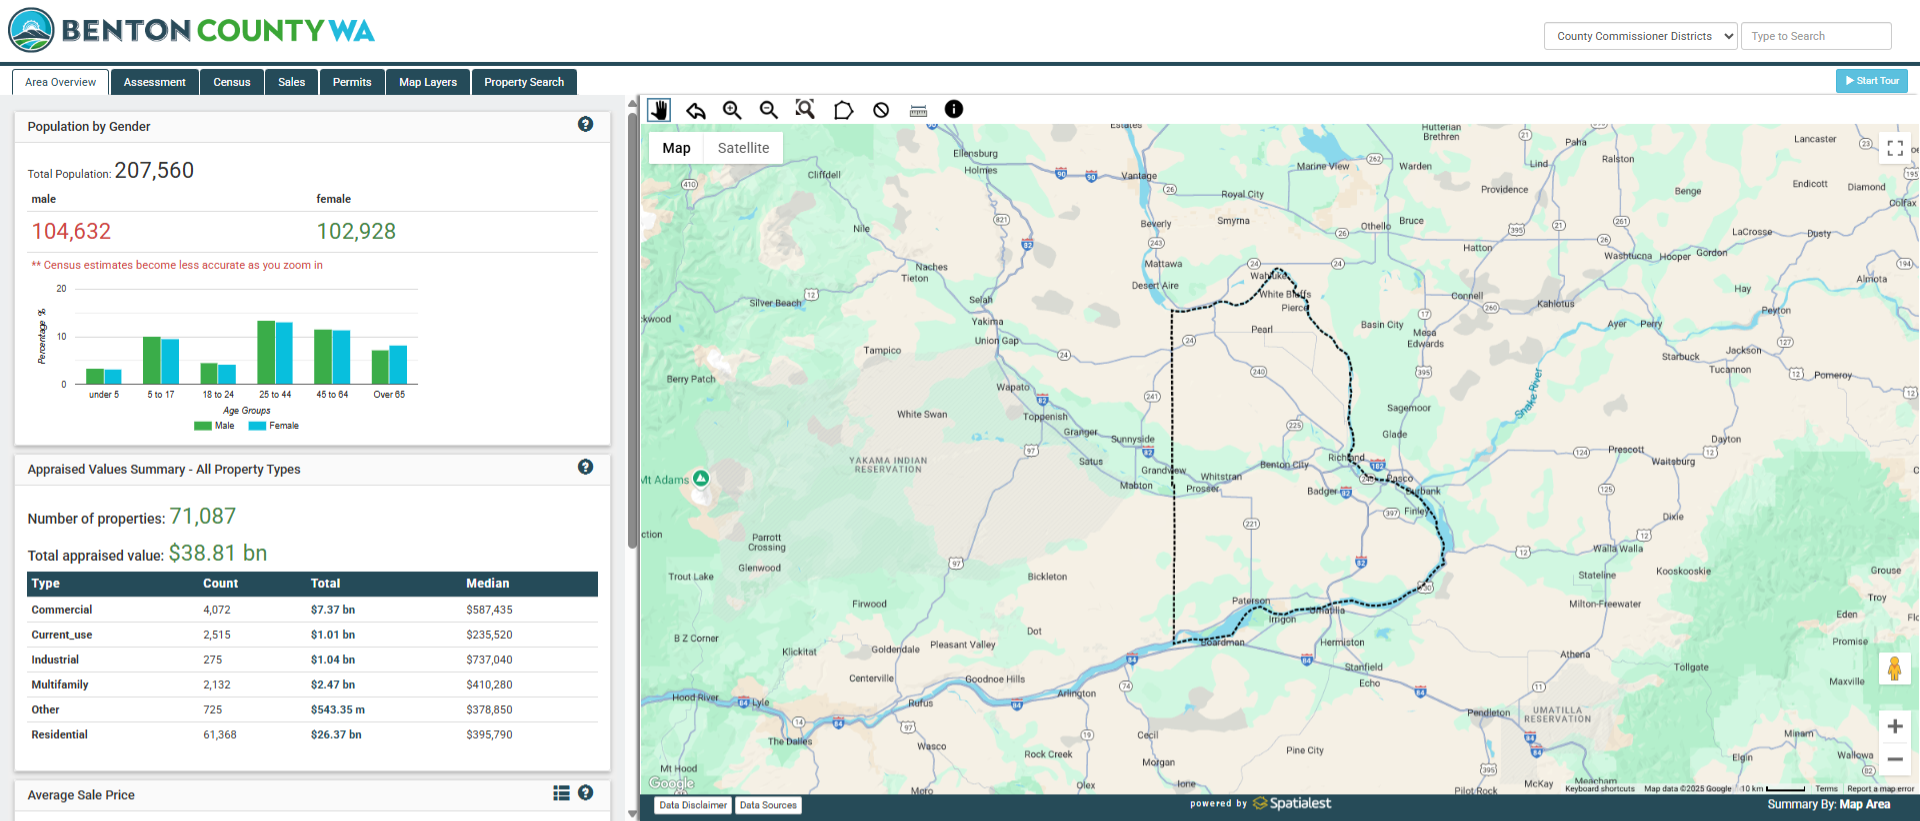 BENTON COUNTY WA
County Commissioner Districts
Type to Search
Area Overview
Assessment
Census
Sales
Permits
Map Layers
Property Search
Start Tour
Population by Gender
Total Population: 207,560
male female
104,632 102,928
** Census estimates become less accurate as you zoom in
20
10
0
Percentage %
under 5 5 to 17 18 to 24 25 to 44 45 to 64 Over 65
Age Groups
Male Female
Appraised Values Summary - All Property Types
Number of properties: 71,087
Total appraised value: $38.81 bn
Type Count Total Median
Commercial 4,072 $7.37 bn $587,435
Current_use 2,515 $1.01 bn $235,520
Industrial 275 $1.04 bn $737,040
Multifamily 2,132 $2.47 bn $410,280
Other 725 $543.35 m $378,850
Residential 61,368 $26.37 bn $395,790
Average Sale Price
Map Satellite
Estates
Hutterian
Brethren
Paha
Lancaster
Ellensburg
Holmes
Cliffdell
Vantage
Marine View
Warden
Lind
Ralston
Royal City
Providence
Benge
Endicott
Diamond
Colfax
Nile
Beverly
Smyrna
Othello
Bruce
LaCrosse
Dusty
Hatton
Washtucna
Hooper
Gordon
Naches
Tieton
Mattawa
Desert Aire
Wahluke
White Bluffs
Pierce
Almota
Silver Beach
Selah
Connell
Kahlotus
Hay
Peyton
ckwood
Yakima
Union Gap
Pearl
Basin City
Mesa
Edwards
Ayer
Perry
Tampico
Starbuck
Jackson
Tucannon
Berry Patch
Wapato
Pomeroy
White Swan
Toppenish
Sagemoor
Snake River
Granger
Sunnyside
Glade
Dayton
YAKAMA INDIAN
RESERVATION
Satus
Grandview
Whitstran
Benton City
Richland
Prescott
Waitsburg
Mt Adams
Mabton
Prosser
Badger
Pasco
Burbank
Finley
Dixie
ction
Parrott
Crossing
Glenwood
Walla Walla
Trout Lake
Bickleton
Stateline
Kooskooskie
Grouse
Firwood
Paterson
Umatilla
Irrigon
Milton-Freewater
Troy
Eden
Flo
B Z Corner
Klickitat
Goldendale
Pleasant Valley
Dot
Boardman
Hermiston
Athena
Promise
Centerville
Goodnoe Hills
Stanfield
Echo
Tollgate
Maxville
Hood River
Lyle
Rufus
Arlington
Pendleton
UMATILLA
RESERVATION
The Dalles
Wasco
Rock Creek
Cecil
Morgan
Pine City
Minam
Elgin
Wallowa
Mt Hood
Moro
Olex
Ione
Pilot Rock
McKay
Meacham
Google
Keyboard shortcuts Map data ©2025 Google 10 km Terms Report a map error
Data Disclaimer Data Sources
powered by Spatialest
Summary By: Map Area